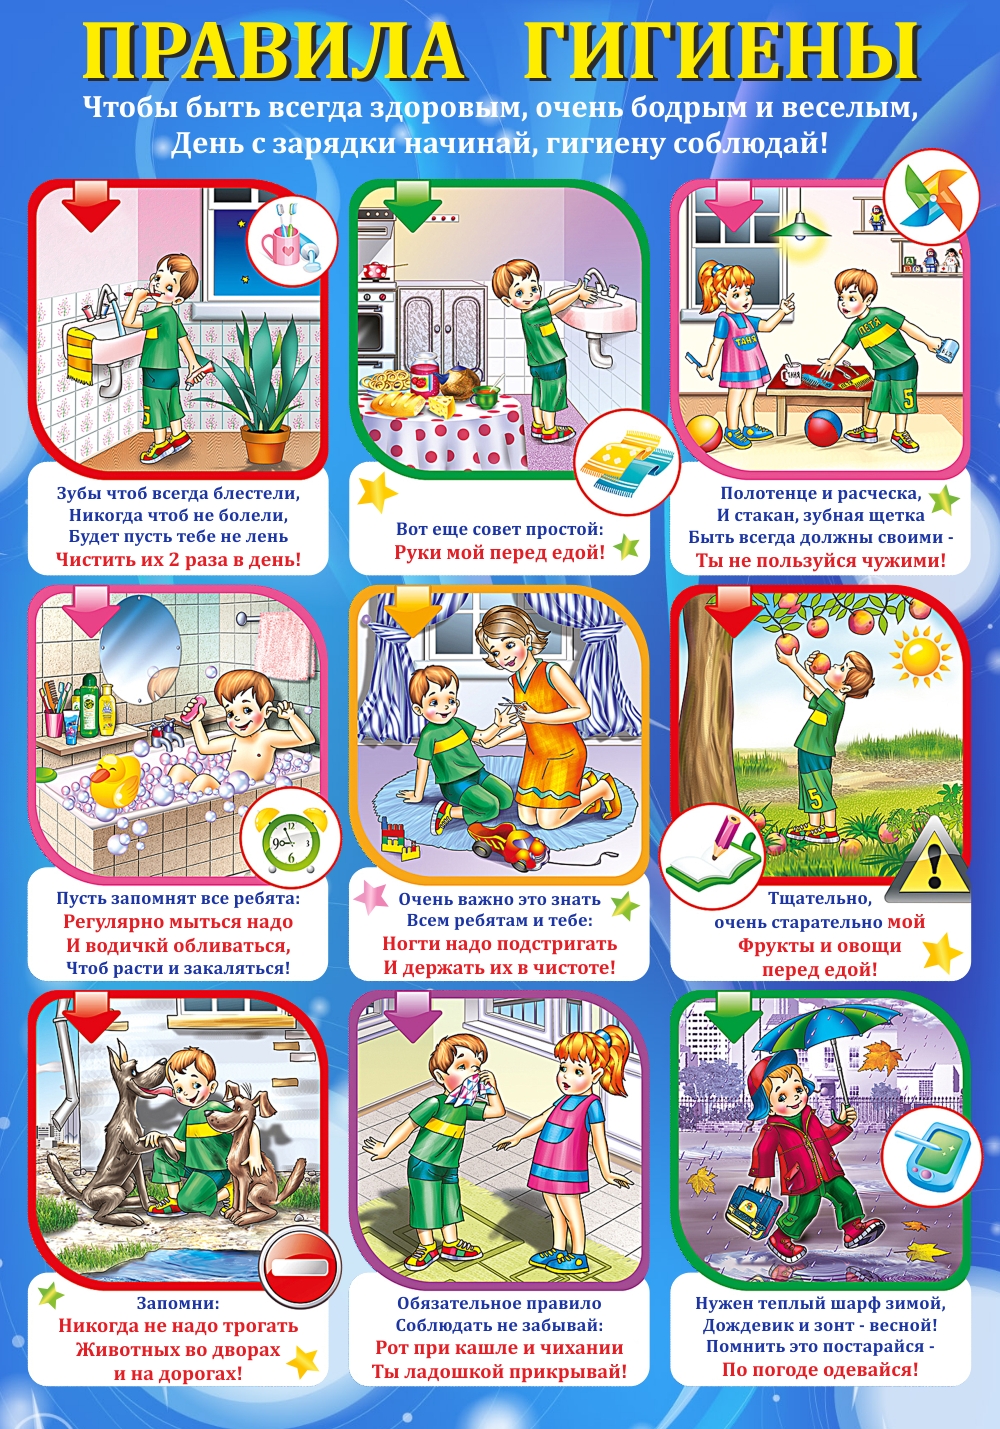 ПРАВИЛА ГИГИЕНЫ
Чтобы быть всегда здоровым, очень бодрым и веселым,
День с зарядки начинай, гигиену соблюдай!
5
Зубы чтоб всегда блестели,
Никогда чтоб не болели,
Будет пусть тебе не лень
Чистить их 2 раза в день!
Вот еще совет простой:
Руки мой перед едой!
ТАНЯ
ПЕТЯ
ТАНЯ
5
Полотенце и расческа,
И стакан, зубная щетка
Быть всегда должны своими -
Ты не пользуйся чужими!
12
9
3
6
Пусть запомнят все ребята:
Регулярно мыться надо
И водичкй обливаться,
Чтоб расти и закаляться!
Очень важно это знать
Всем ребятам и тебе:
Ногти надо подстригать
И держать их в чистоте!
5
!
Тщательно,
очень старательно мой
Фрукты и овощи
перед едой!
Запомни:
Никогда не надо трогать
Животных во дворах
и на дорогах!
Обязательное правило
Соблюдать не забывай:
Рот при кашле и чихании
Ты ладошкой прикрывай!
Нужен теплый шарф зимой,
Дождевик и зонт - весной!
Помнить это постарайся -
По погоде одевайся!